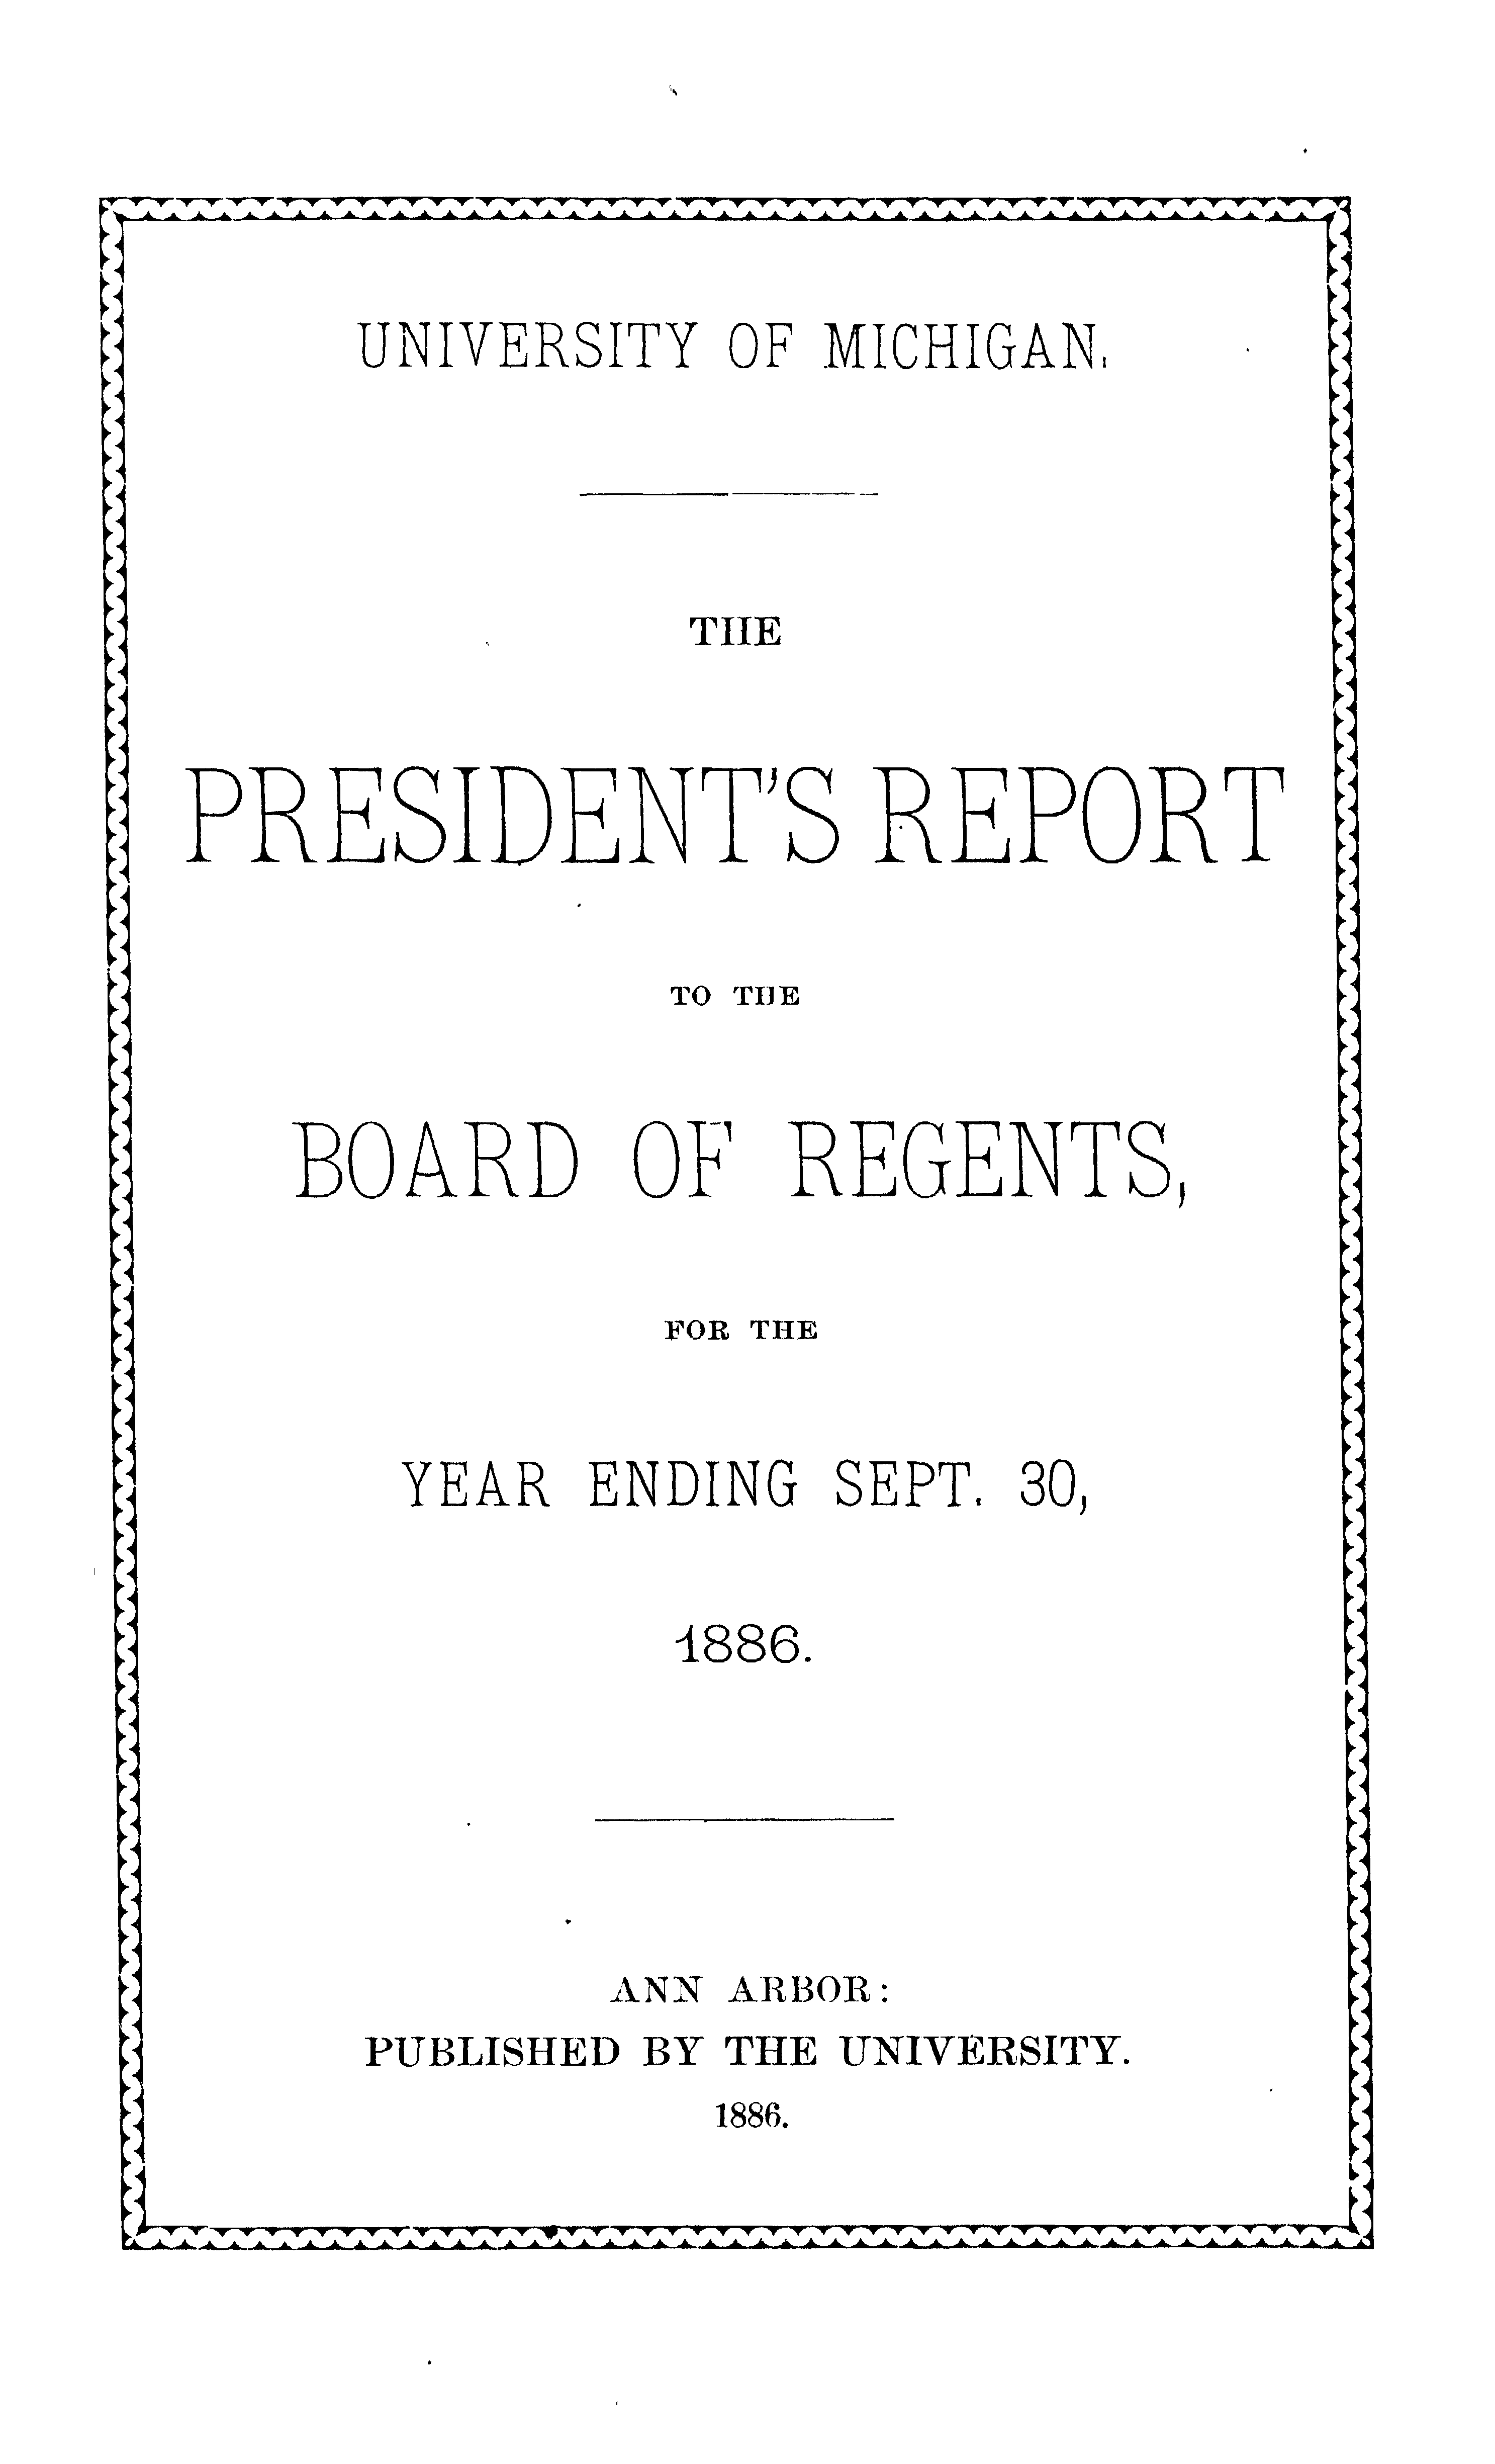 UNIVERSITY OF MICHIGAN.
THE
PRESIDENT'S REPORT
TO THE
BOARD OF REGENTS,
FOR THE
YEAR ENDING SEPT. 30,
1886.
ANN ARBOR:
PUBLISHED BY THE UNIVERSITY.
1886.